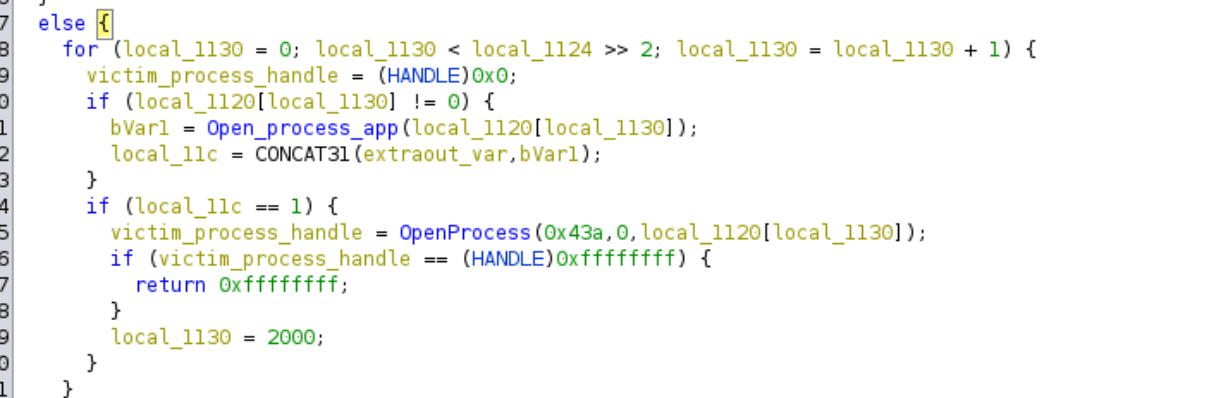 7 else {
8 for (local_1130 = 0; local_1130 < local_1124 >> 2; local_1130 = local_1130 + 1) {
9 victim_process_handle = (HANDLE)0x0;
0 if (local_1120[local_1130] != 0) {
1 bVar1 = Open_process_app(local_1120[local_1130]);
2 local_11c = CONCAT31(extraout_var,bVar1);
3 }
4 if (local_11c == 1) {
5 victim_process_handle = OpenProcess(0x43a,0,local_1120[local_1130]);
6 if (victim_process_handle == (HANDLE)0xffffffff) {
7 return 0xffffffff;
8 }
9 local_1130 = 2000;
0 }
1 }